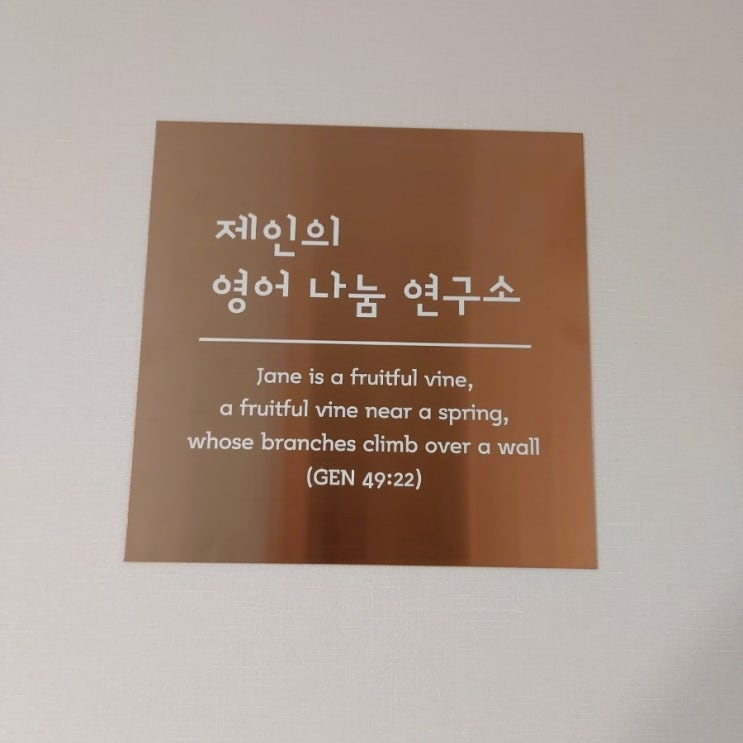 제인의
영어 나눔 연구소
Jane is a fruitful vine,
a fruitful vine near a spring,
whose branches climb over a wall
(GEN 49:22)